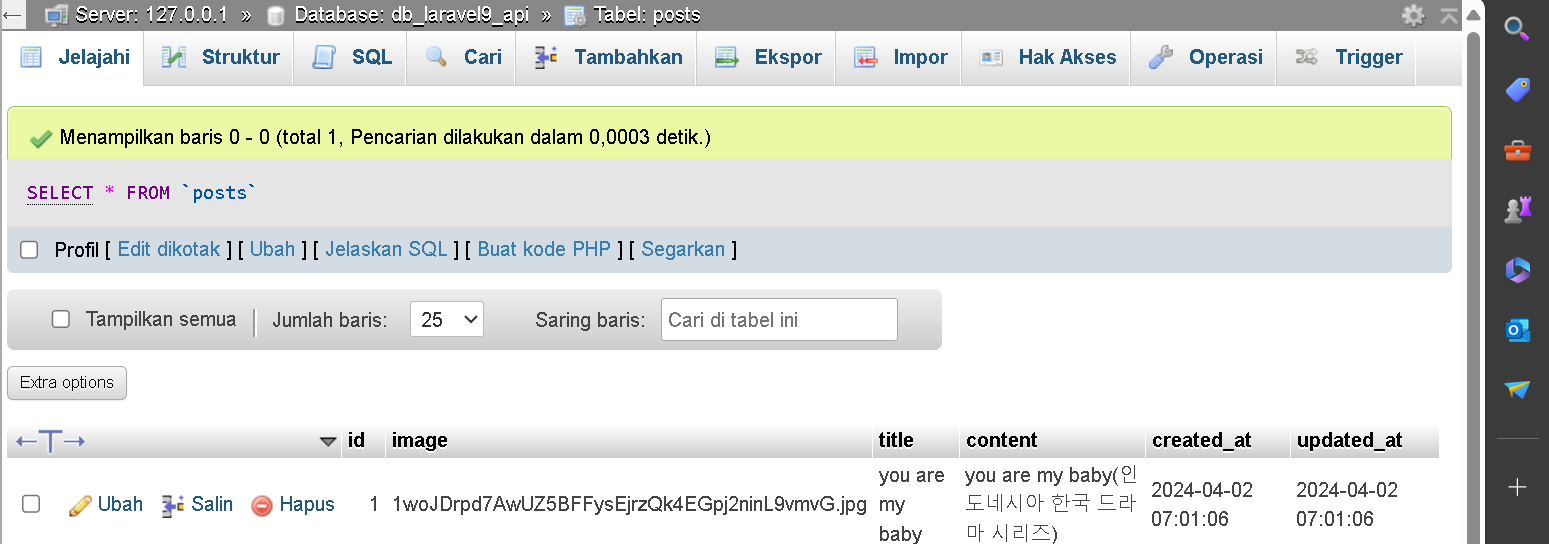 Server: 127.0.0.1 » Database: db_laravel9_api » Tabel: posts
Jelajahi Struktur SQL Cari Tambahkan Ekspor Impor Hak Akses Operasi Trigger
Menampilkan baris 0 - 0 (total 1, Pencarian dilakukan dalam 0,0003 detik.)
SELECT * FROM `posts`
Profil [ Edit dikotak ] [ Ubah ] [ Jelaskan SQL ] [ Buat kode PHP ] [ Segarkan ]
Tampilkan semua Jumlah baris: 25 Saring baris: Cari di tabel ini
Extra options
id image title content created_at updated_at
Ubah Salin Hapus 1 1woJDrpd7AwUZ5BFFysEjrzQk4EGpj2ninL9vmvG.jpg
you are
my
baby
you are my baby(인
도네시아 한국 드라
마 시리즈)
2024-04-02
07:01:06
2024-04-02
07:01:06